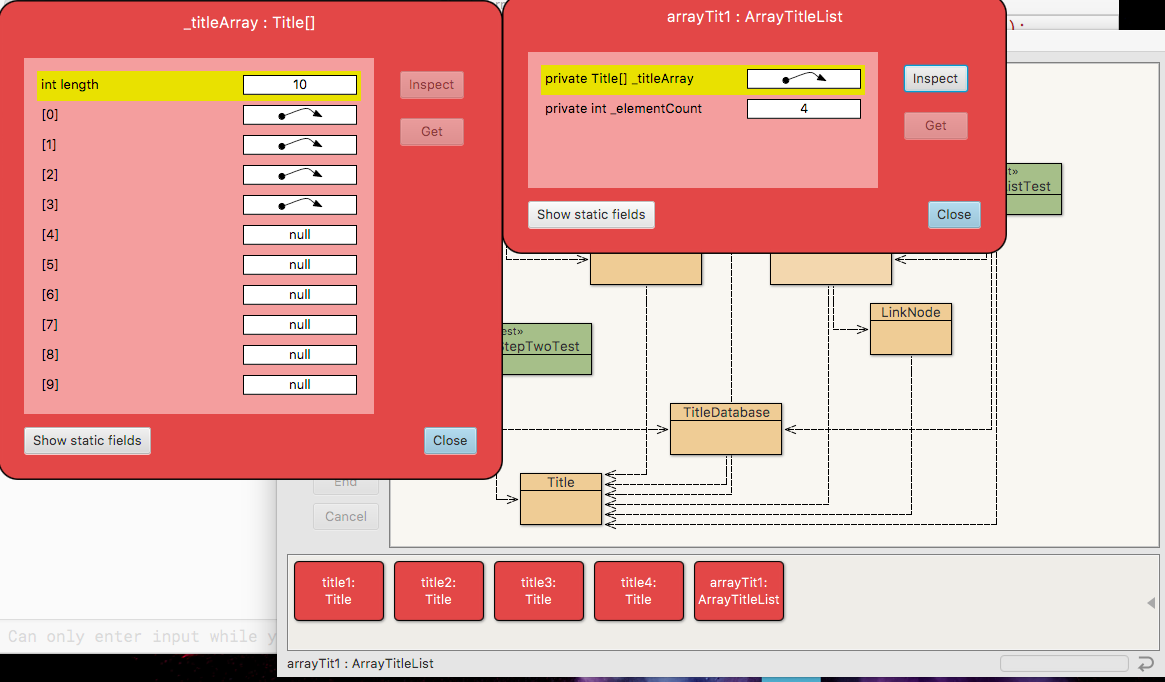 _titleArray : Title[]
int length
10
Inspect
[0]
Get
[1]
[2]
[3]
[4]
null
[5]
null
[6]
null
[7]
null
[8]
null
[9]
null
Show static fields
Close
arrayTit1 : ArrayTitleList
private Title[] _titleArray
Inspect
private int _elementCount
4
Get
Show static fields
Close
);
t»
istTest
LinkNode
est»
StepTwoTest
TitleDatabase
Title
End
Cancel
title1:
Title
title2:
Title
title3:
Title
title4:
Title
arrayTit1:
ArrayTitleList
Can only enter input while y
arrayTit1 : ArrayTitleList